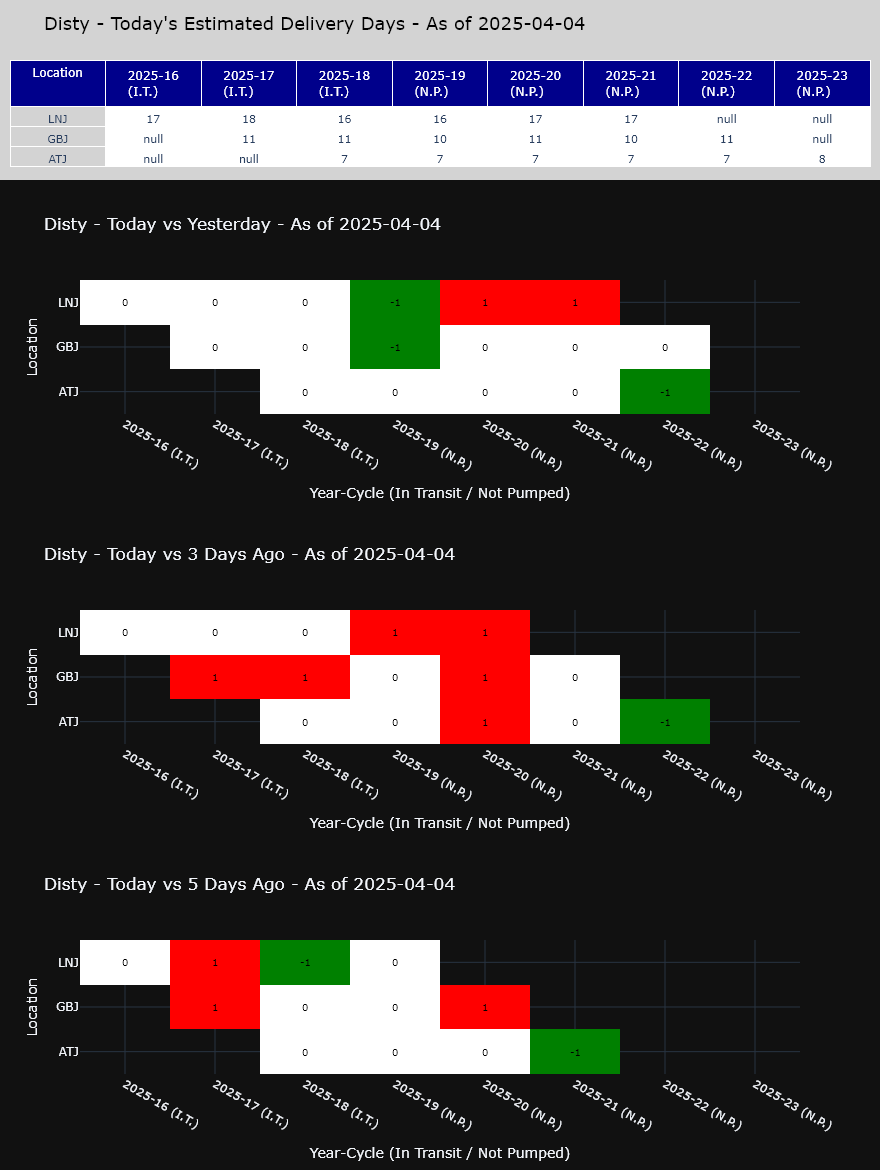 Disty - Today's Estimated Delivery Days - As of 2025-04-04
Location 2025-16 (I.T.) 2025-17 (I.T.) 2025-18 (I.T.) 2025-19 (N.P.) 2025-20 (N.P.) 2025-21 (N.P.) 2025-22 (N.P.) 2025-23 (N.P.)
LNJ 17 18 16 16 17 17 null null
GBJ null 11 11 10 11 10 11 null
ATJ null null 7 7 7 7 7 8
Disty - Today vs Yesterday - As of 2025-04-04
Location
LNJ 0 0 0 -1 1 1
GBJ 0 0 -1 0 0 0
ATJ 0 0 0 0 -1
2025-16 (I.T.) 2025-17 (I.T.) 2025-18 (I.T.) 2025-19 (N.P.) 2025-20 (N.P.) 2025-21 (N.P.) 2025-22 (N.P.) 2025-23 (N.P.)
Year-Cycle (In Transit / Not Pumped)
Disty - Today vs 3 Days Ago - As of 2025-04-04
Location
LNJ 0 0 0 1 1
GBJ 1 1 0 1 0
ATJ 0 0 1 0 -1
2025-16 (I.T.) 2025-17 (I.T.) 2025-18 (I.T.) 2025-19 (N.P.) 2025-20 (N.P.) 2025-21 (N.P.) 2025-22 (N.P.) 2025-23 (N.P.)
Year-Cycle (In Transit / Not Pumped)
Disty - Today vs 5 Days Ago - As of 2025-04-04
Location
LNJ 0 1 -1 0
GBJ 1 0 0 1
ATJ 0 0 0 -1
2025-16 (I.T.) 2025-17 (I.T.) 2025-18 (I.T.) 2025-19 (N.P.) 2025-20 (N.P.) 2025-21 (N.P.) 2025-22 (N.P.) 2025-23 (N.P.)
Year-Cycle (In Transit / Not Pumped)